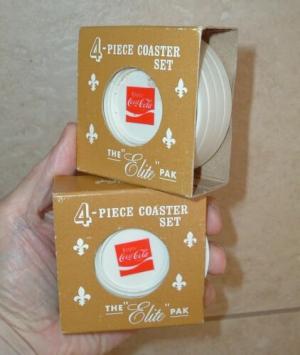 4-PIECE COASTER
SET
Enjoy
Coca-Cola
THE "Elite" PAK
4-PIECE COASTER
SET
Enjoy
Coca-Cola
THE "Elite" PAK